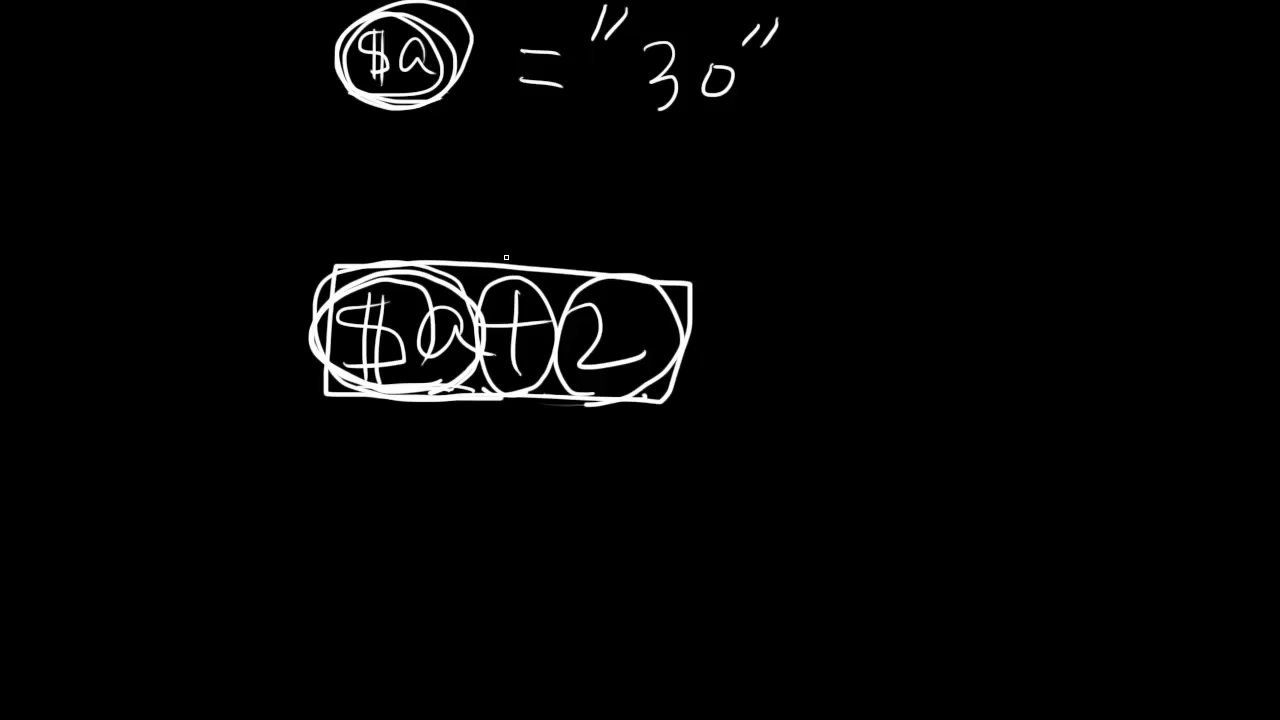 $a = "30"
$a+2